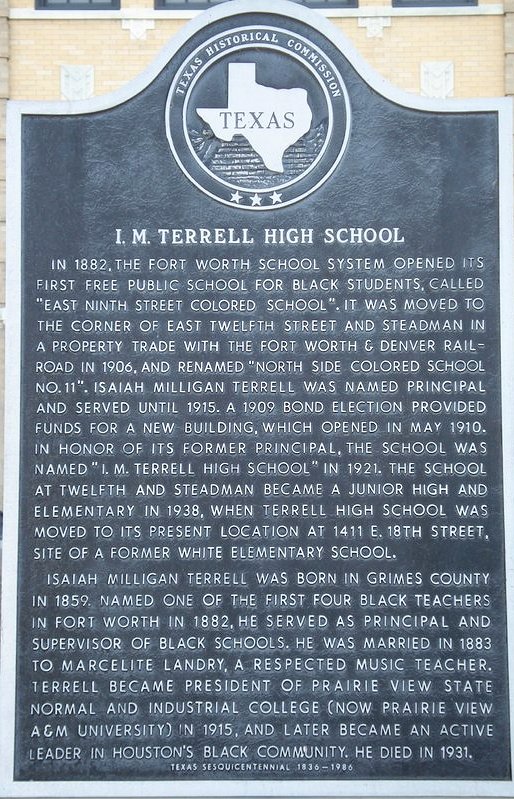 TEXAS HISTORICAL COMMISSION
TEXAS
I. M. TERRELL HIGH SCHOOL
IN 1882, THE FORT WORTH SCHOOL SYSTEM OPENED ITS
FIRST FREE PUBLIC SCHOOL FOR BLACK STUDENTS, CALLED
"EAST NINTH STREET COLORED SCHOOL". IT WAS MOVED TO
THE CORNER OF EAST TWELFTH STREET AND STEADMAN IN
A PROPERTY TRADE WITH THE FORT WORTH & DENVER RAIL-
ROAD IN 1906, AND RENAMED "NORTH SIDE COLORED SCHOOL
NO. 11". ISAIAH MILLIGAN TERRELL WAS NAMED PRINCIPAL
AND SERVED UNTIL 1915. A 1909 BOND ELECTION PROVIDED
FUNDS FOR A NEW BUILDING, WHICH OPENED IN MAY 1910.
IN HONOR OF ITS FORMER PRINCIPAL, THE SCHOOL WAS
NAMED "I. M. TERRELL HIGH SCHOOL" IN 1921. THE SCHOOL
AT TWELFTH AND STEADMAN BECAME A JUNIOR HIGH AND
ELEMENTARY IN 1938, WHEN TERRELL HIGH SCHOOL WAS
MOVED TO ITS PRESENT LOCATION AT 1411 E. 18TH STREET,
SITE OF A FORMER WHITE ELEMENTARY SCHOOL.
ISAIAH MILLIGAN TERRELL WAS BORN IN GRIMES COUNTY
IN 1859. NAMED ONE OF THE FIRST FOUR BLACK TEACHERS
IN FORT WORTH IN 1882, HE SERVED AS PRINCIPAL AND
SUPERVISOR OF BLACK SCHOOLS. HE WAS MARRIED IN 1883
TO MARCELITE LANDRY, A RESPECTED MUSIC TEACHER.
TERRELL BECAME PRESIDENT OF PRAIRIE VIEW STATE
NORMAL AND INDUSTRIAL COLLEGE (NOW PRAIRIE VIEW
A&M UNIVERSITY) IN 1915, AND LATER BECAME AN ACTIVE
LEADER IN HOUSTON'S BLACK COMMUNITY. HE DIED IN 1931.
TEXAS SESQUICENTENNIAL 1836-1986